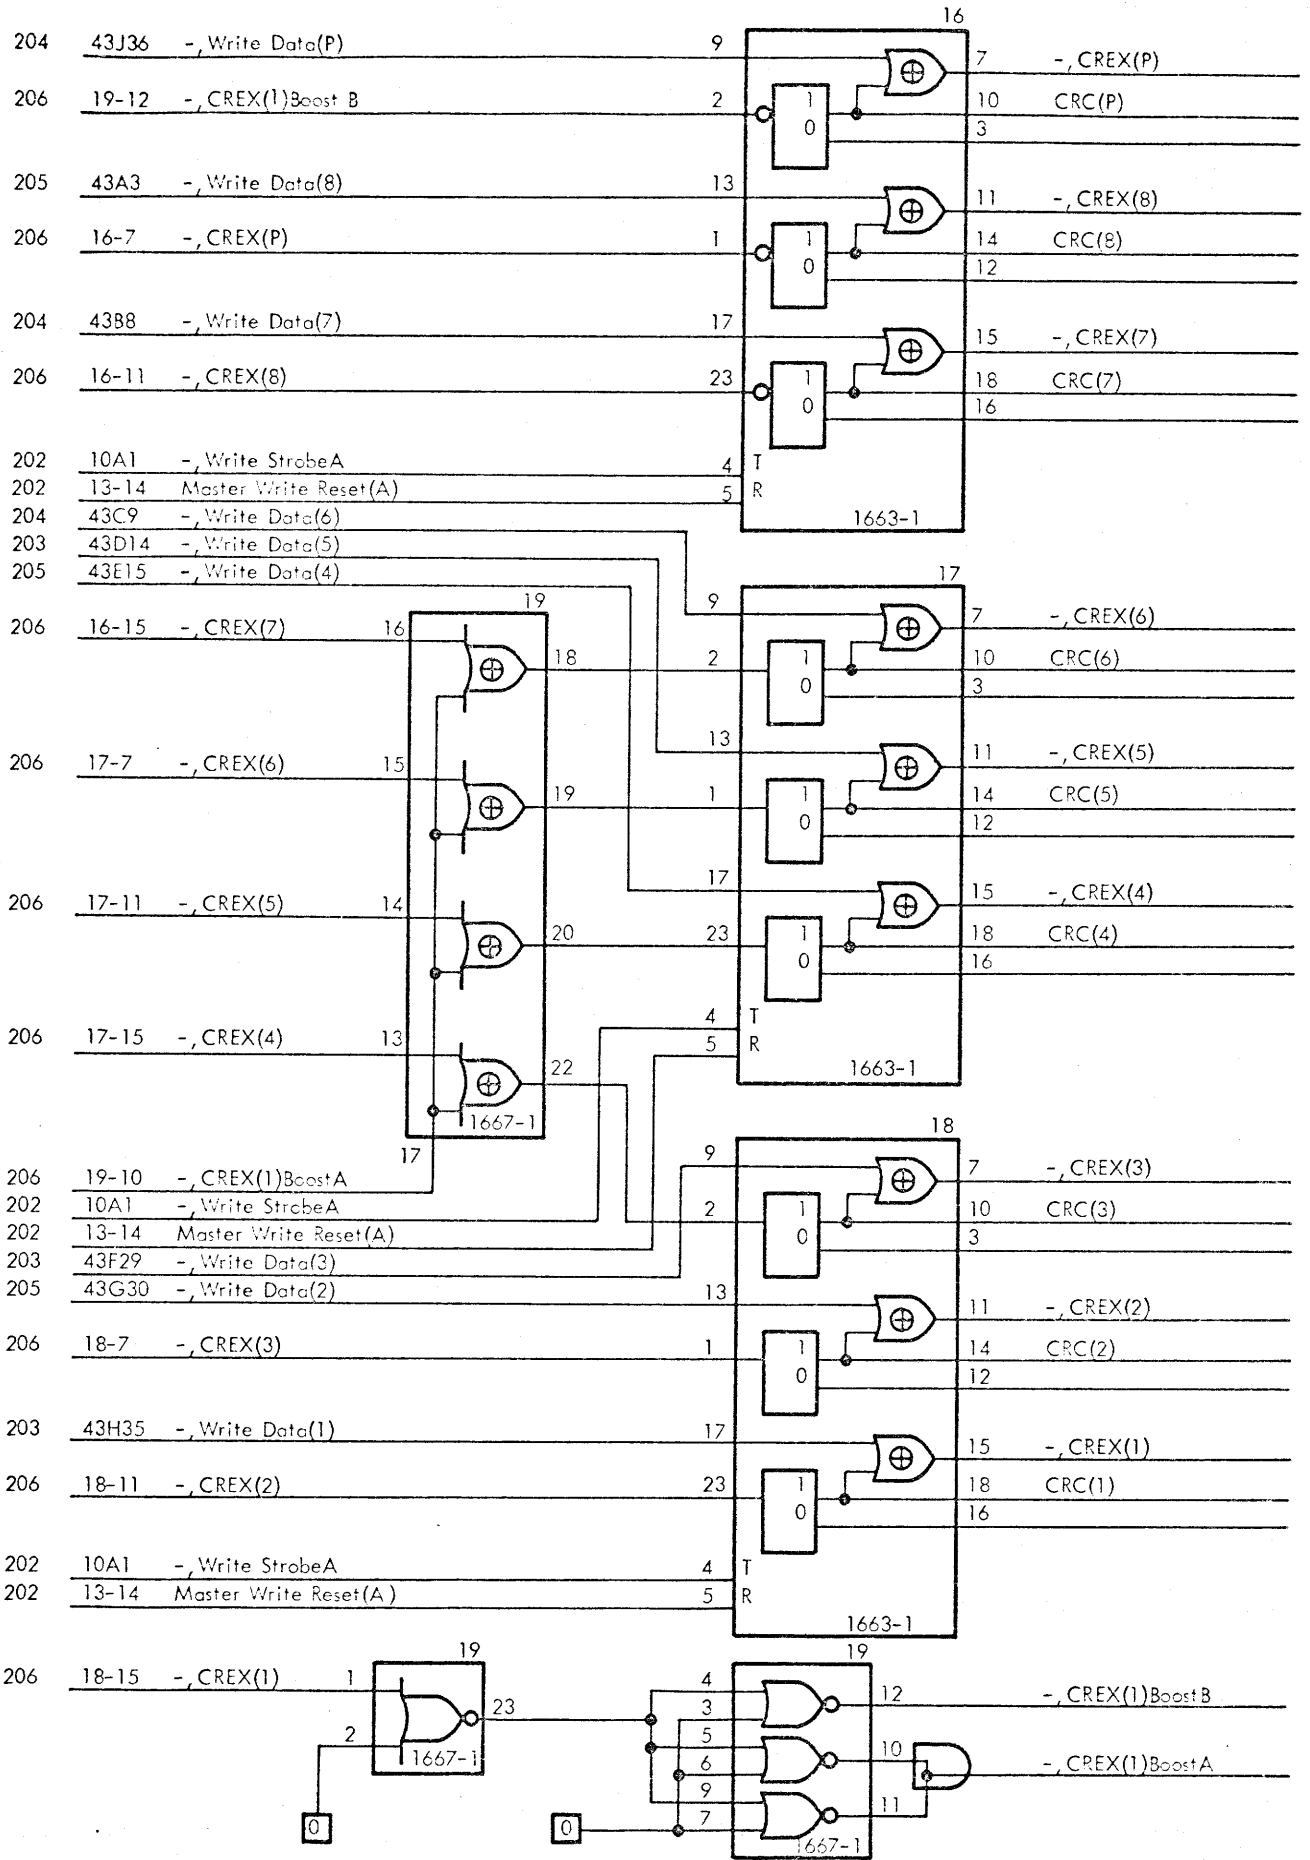 16
204 43J36 -,Write Data(P) 9 7 -,CREX(P)
206 19-12 -,CREX(1)Boost B 2 1 10 CRC(P)
0 3
205 43A3 -,Write Data(8) 13 11 -,CREX(8)
206 16-7 -,CREX(P) 1 1 14 CRC(8)
0 12
204 43B8 -,Write Data(7) 17 15 -,CREX(7)
206 16-11 -,CREX(8) 23 1 18 CRC(7)
0 16
202 10A1 -,Write StrobeA 4 T
202 13-14 Master Write Reset(A) 5 R
204 43C9 -,Write Data(6) 1663-1
203 43D14 -,Write Data(5)
205 43E15 -,Write Data(4) 17
19 9 7 -,CREX(6)
206 16-15 -,CREX(7) 16
18 2 1 10 CRC(6)
0 3
13 11 -,CREX(5)
206 17-7 -,CREX(6) 15
19 1 1 14 CRC(5)
0 12
17 15 -,CREX(4)
206 17-11 -,CREX(5) 14
20 23 1 18 CRC(4)
0 16
4 T
206 17-15 -,CREX(4) 13 5 R
22 1663-1
1667-1
17 18
206 19-10 -,CREX(1)BoostA 9 7 -,CREX(3)
202 10A1 -,Write StrobeA 2 1 10 CRC(3)
202 13-14 Master Write Reset(A) 0 3
203 43F29 -,Write Data(3)
205 43G30 -,Write Data(2) 13 11 -,CREX(2)
206 18-7 -,CREX(3) 1 1 14 CRC(2)
0 12
203 43H35 -,Write Data(1) 17 15 -,CREX(1)
206 18-11 -,CREX(2) 23 1 18 CRC(1)
0 16
202 10A1 -,Write StrobeA 4 T
202 13-14 Master Write Reset(A) 5 R
1663-1
19 19
206 18-15 -,CREX(1) 1 4 12 -,CREX(1)BoostB
23 3
2 5 10 -,CREX(1)BoostA
1667-1 6
9 11
0 0 7
1667-1